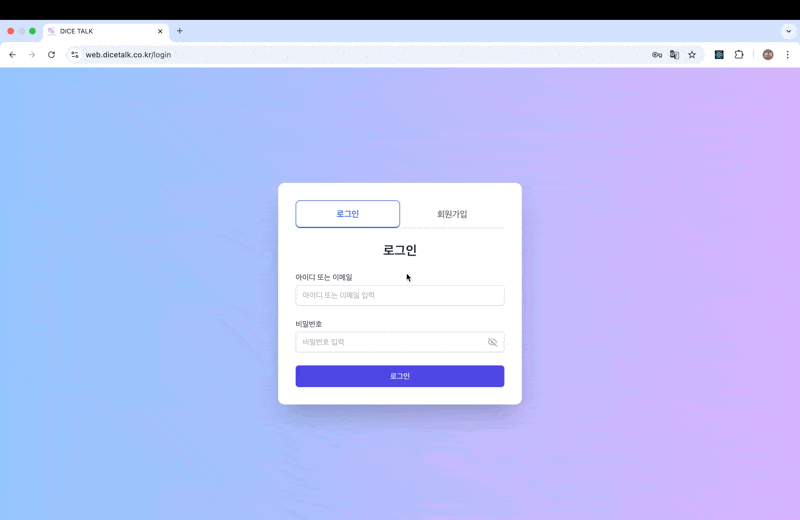 DICE TALK
web.dicetalk.co.kr/login
로그인
회원가입
로그인
아이디 또는 이메일
아이디 또는 이메일 입력
비밀번호
비밀번호 입력
로그인